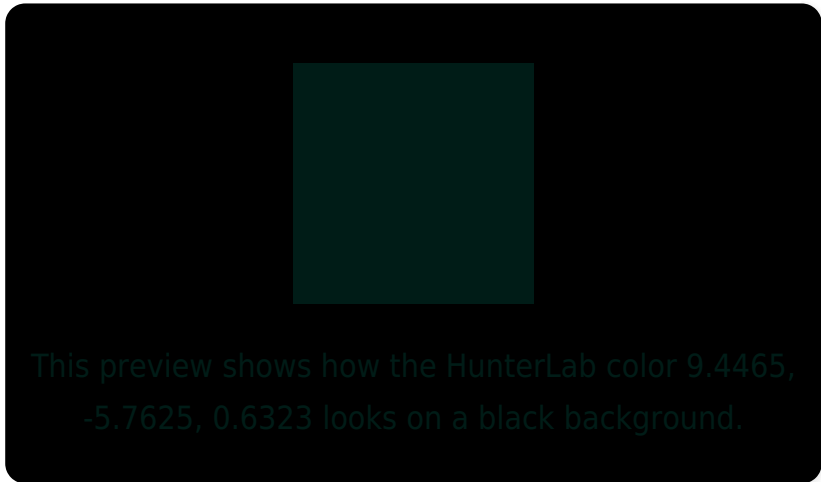 This preview shows how the HunterLab color 9.4465,
-5.7625, 0.6323 looks on a black background.